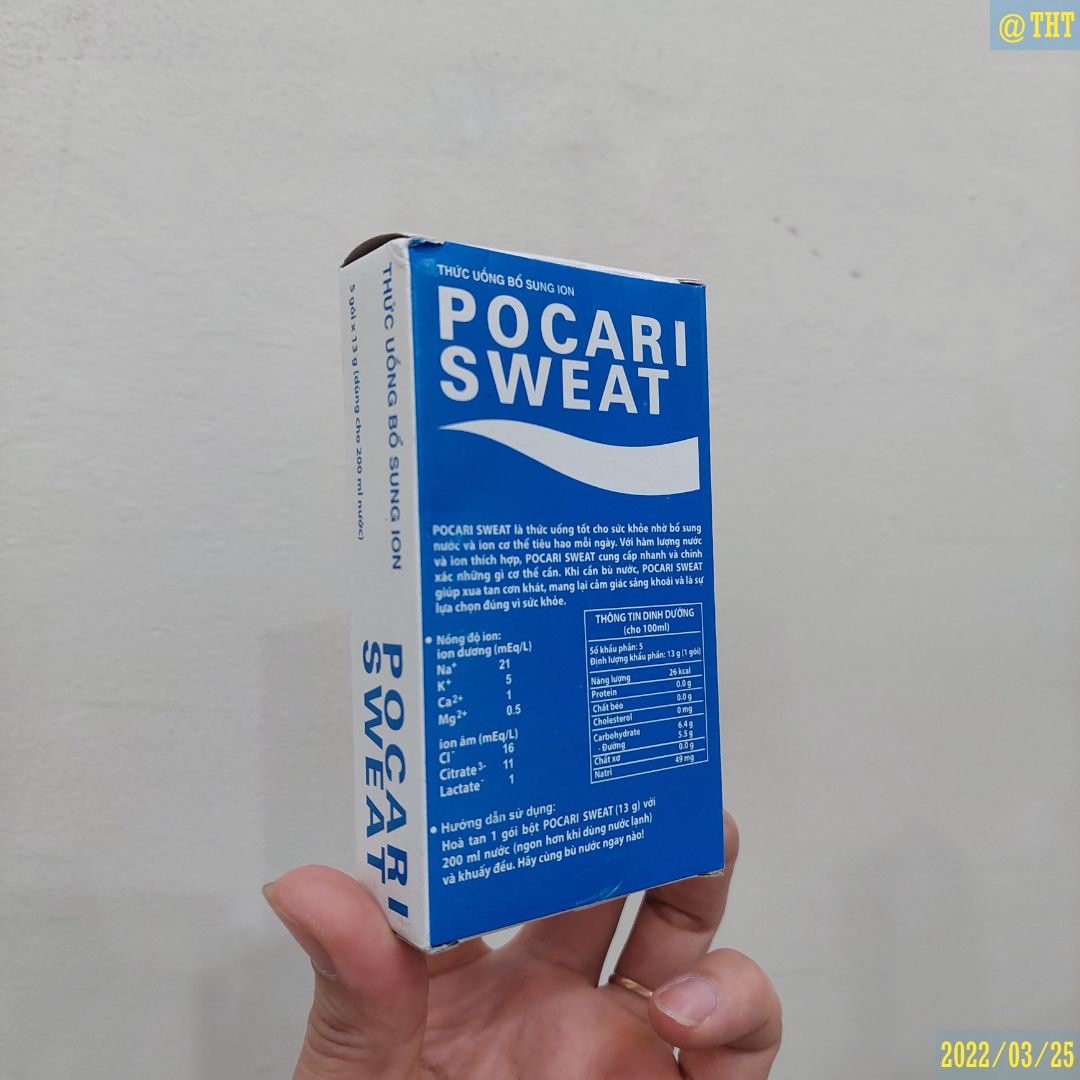 @THT
THỨC UỐNG BỔ SUNG ION
5 gói x 13 g (dùng cho 200 ml nước)
POCARI
SWEAT
THỨC UỐNG BỔ SUNG ION
POCARI
SWEAT
POCARI SWEAT là thức uống tốt cho sức khỏe nhờ bổ sung
nước và ion cơ thể tiêu hao mỗi ngày. Với hàm lượng nước
và ion thích hợp, POCARI SWEAT cung cấp nhanh và chính
xác những gì cơ thể cần. Khi cần bù nước, POCARI SWEAT
giúp xua tan cơn khát, mang lại cảm giác sảng khoái và là sự
lựa chọn đúng vì sức khỏe.
• Nồng độ ion:
ion dương (mEq/L)
Na⁺ 21
K⁺ 5
Ca²⁺ 1
Mg²⁺ 0.5
ion âm (mEq/L)
Cl⁻ 16
Citrate³⁻ 11
Lactate⁻ 1
THÔNG TIN DINH DƯỠNG
(cho 100ml)
Số khẩu phần: 5
Định lượng khẩu phần: 13 g (1 gói)
Năng lượng 26 kcal
Protein 0.0 g
Chất béo 0.0 g
Cholesterol 0 mg
Carbohydrate 6.4 g
- Đường 5.5 g
Chất xơ 0.0 g
Natri 49 mg
• Hướng dẫn sử dụng:
Hoà tan 1 gói bột POCARI SWEAT (13 g) với
200 ml nước (ngon hơn khi dùng nước lạnh)
và khuấy đều. Hãy cùng bù nước ngay nào!
2022/03/25